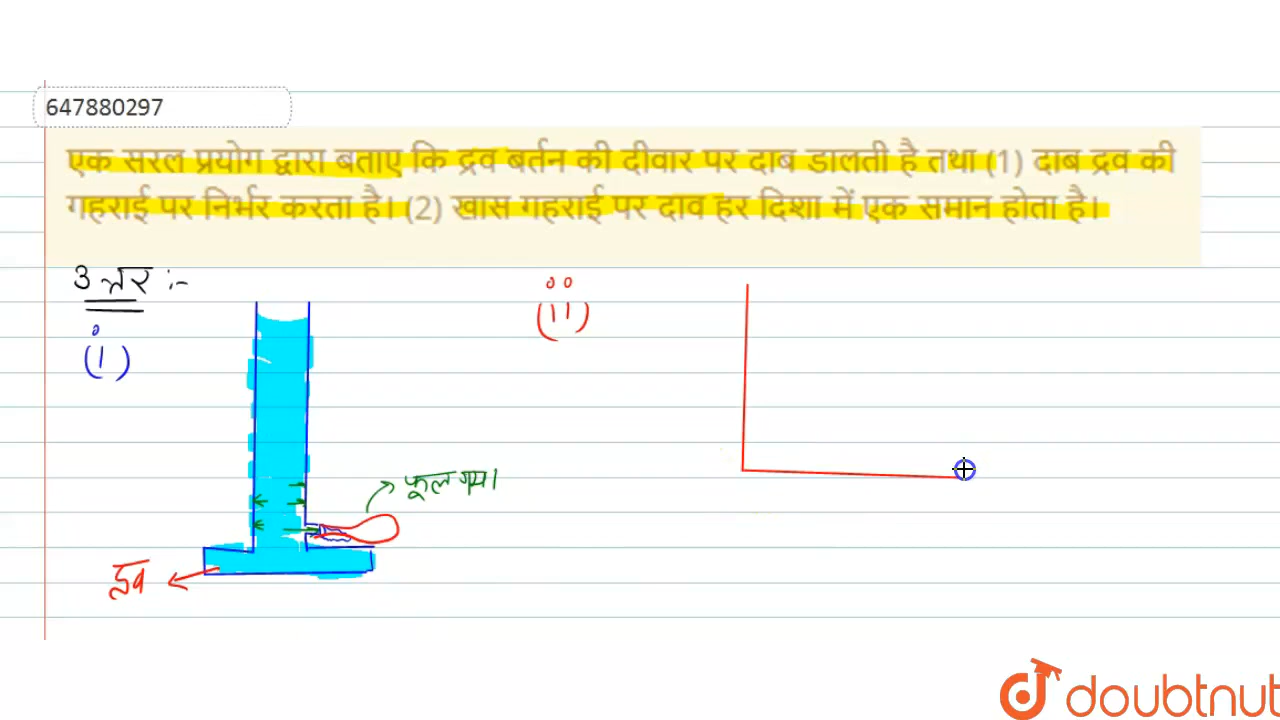 647880297
एक सरल प्रयोग द्वारा बताए कि द्रव बर्तन की दीवार पर दाब डालती है तथा (1) दाब द्रव की
गहराई पर निर्भर करता है। (2) खास गहराई पर दाव हर दिशा में एक समान होता है।
उत्तर :-
(i)
(ii)
फूल गया।
द्रव
doubtnut